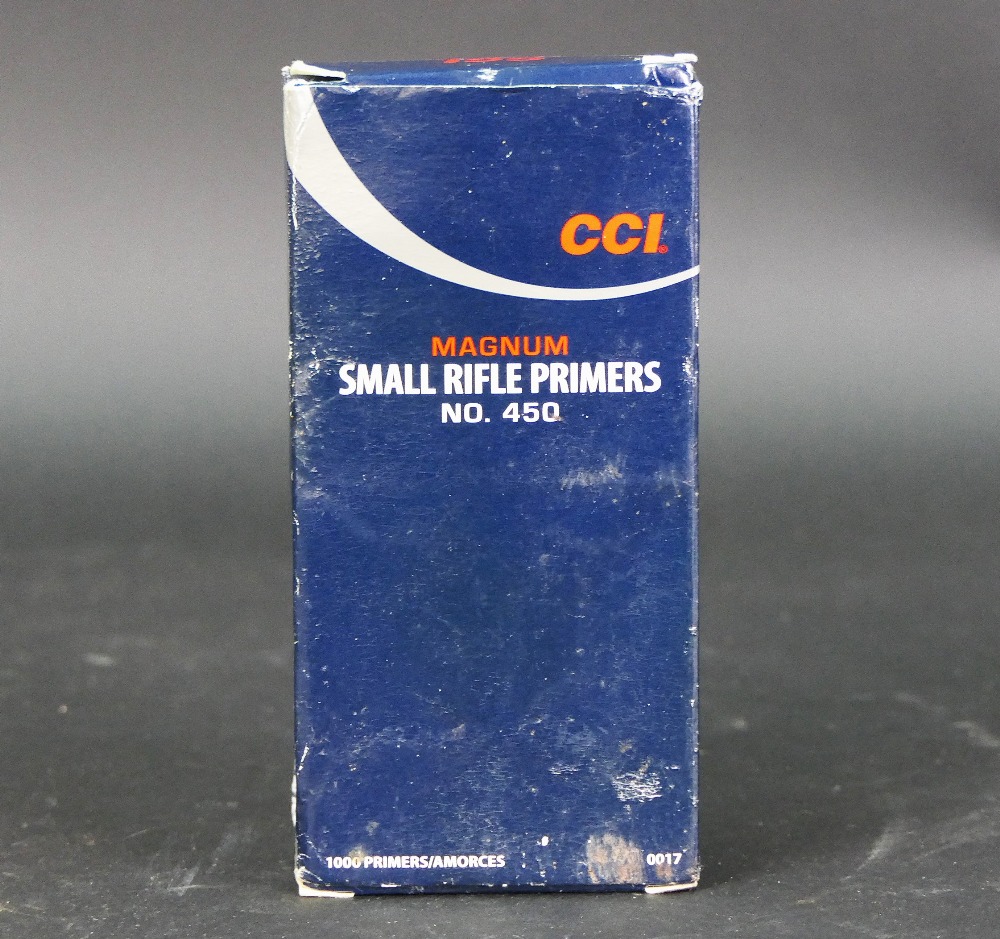 CCI®
MAGNUM
SMALL RIFLE PRIMERS
NO. 450
1000 PRIMERS/AMORCES
0017